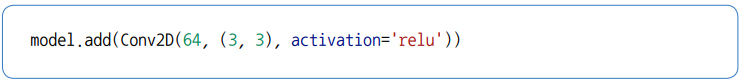 model.add(Conv2D(64, (3, 3), activation='relu'))